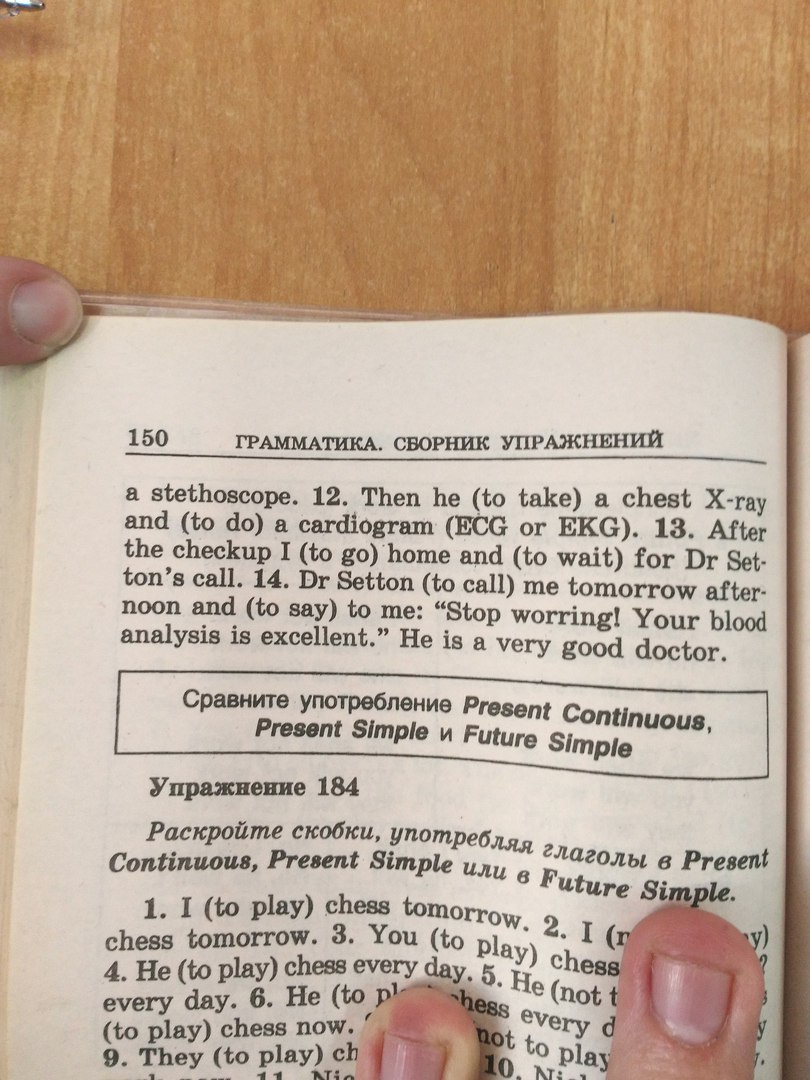 150 ГРАММАТИКА. СБОРНИК УПРАЖНЕНИЙ
a stethoscope. 12. Then he (to take) a chest X-ray
and (to do) a cardiogram (ECG or EKG). 13. After
the checkup I (to go) home and (to wait) for Dr Set-
ton's call. 14. Dr Setton (to call) me tomorrow after-
noon and (to say) to me: “Stop worring! Your blood
analysis is excellent.” He is a very good doctor.
Сравните употребление Present Continuous,
Present Simple и Future Simple
Упражнение 184
Раскройте скобки, употребляя глаголы в Present
Continuous, Present Simple или в Future Simple.
1. I (to play) chess tomorrow. 2. I
chess tomorrow. 3. You (to play) chess
4. He (to play) chess every day. 5. He (not
every day. 6. He (to chess every
(to play) chess now. not to play
9. They (to play) 10.
now. 11.